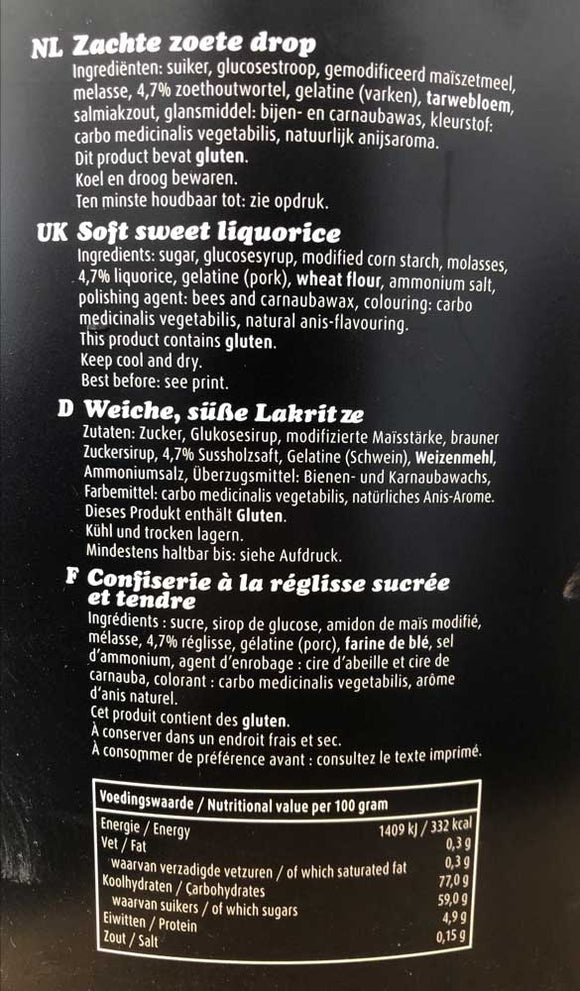 NL Zachte zoete drop
Ingrediënten: suiker, glucosestroop, gemodificeerd maïszetmeel,
melasse, 4,7% zoethoutwortel, gelatine (varken), tarwebloem,
salmiakzout, glansmiddel: bijen- en carnaubawas, kleurstof:
carbo medicinalis vegetabilis, natuurlijk anijsaroma.
Dit product bevat gluten.
Koel en droog bewaren.
Ten minste houdbaar tot: zie opdruk.
UK Soft sweet liquorice
Ingredients: sugar, glucosesyrup, modified corn starch, molasses,
4,7% liquorice, gelatine (pork), wheat flour, ammonium salt,
polishing agent: bees and carnaubawax, colouring: carbo
medicinalis vegetabilis, natural anis-flavouring.
This product contains gluten.
Keep cool and dry.
Best before: see print.
D Weiche, süße Lakritze
Zutaten: Zucker, Glukosesirup, modifizierte Maïsstärke, brauner
Zuckersirup, 4,7% Sussholzsaft, Gelatine (Schwein), Weizenmehl,
Ammoniumsalz, Überzugsmittel: Bienen- und Karnaubawachs,
Farbemittel: carbo medicinalis vegetabilis, natürliches Anis-Arome.
Dieses Produkt enthält Gluten.
Kühl und trocken lagern.
Mindestens haltbar bis: siehe Aufdruck.
F Confiserie à la réglisse sucrée
et tendre
Ingrédients : sucre, sirop de glucose, amidon de maïs modifié,
mélasse, 4,7% réglisse, gélatine (porc), farine de blé, sel
d'ammonium, agent d'enrobage : cire d'abeille et cire de
carnauba, colorant : carbo medicinalis vegetabilis, arôme
d'anis naturel.
Cet produit contient des gluten.
À conserver dans un endroit frais et sec.
À consommer de préférence avant : consultez le texte imprimé.
Voedingswaarde / Nutritional value per 100 gram
Energie / Energy 1409 kJ / 332 kcal
Vet / Fat 0,3 g
waarvan verzadigde vetzuren / of which saturated fat 0,3 g
Koolhydraten / Carbohydrates 77,0 g
waarvan suikers / of which sugars 59,0 g
Eiwitten / Protein 4,9 g
Zout / Salt 0,15 g